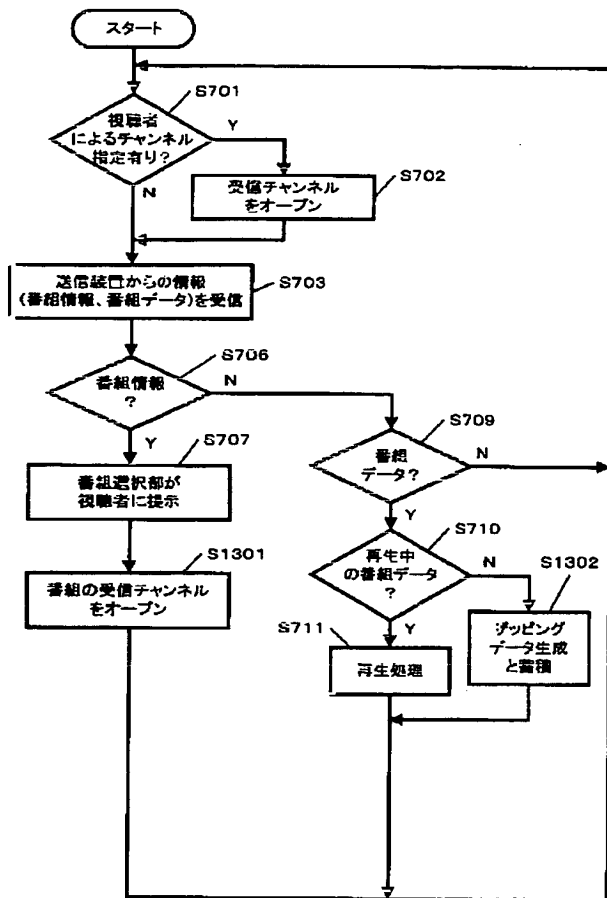 スタート
S701
視聴者
によるチャンネル
指定有り?
Y
N
S702
受信チャンネル
をオープン
送信装置からの情報
(番組情報、番組データ)を受信
S703
S706
番組情報
?
N
Y
S707
番組選択部が
視聴者に提示
S1301
番組の受信チャンネル
をオープン
S709
番組
データ?
N
Y
S710
再生中
の番組データ
?
N
Y
S711
再生処理
S1302
ザッピング
データ生成
と蓄積